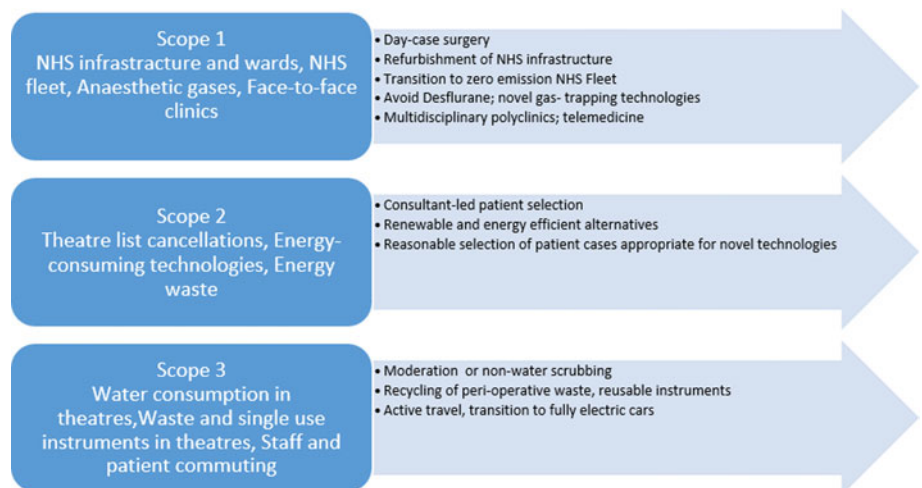 Scope 1
NHS infrastracture and wards, NHS
fleet, Anaesthetic gases, Face-to-face
clinics
• Day-case surgery
• Refurbishment of NHS infrastructure
• Transition to zero emission NHS Fleet
• Avoid Desflurane; novel gas- trapping technologies
• Multidisciplinary polyclinics; telemedicine
Scope 2
Theatre list cancellations, Energy-
consuming technologies, Energy
waste
• Consultant-led patient selection
• Renewable and energy efficient alternatives
• Reasonable selection of patient cases appropriate for novel technologies
Scope 3
Water consumption in
theatres,Waste and single use
instruments in theatres, Staff and
patient commuting
• Moderation or non-water scrubbing
• Recycling of peri-operative waste, reusable instruments
• Active travel, transition to fully electric cars